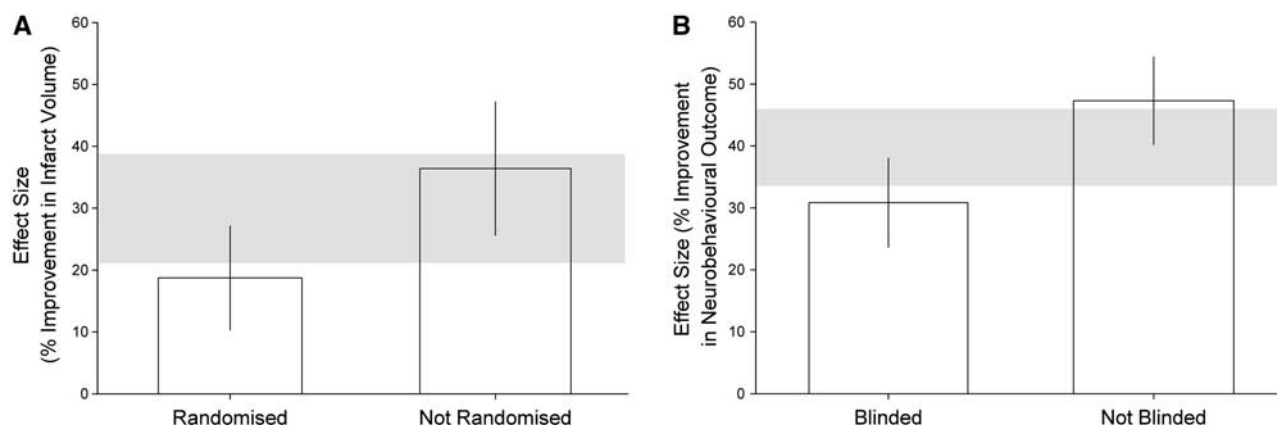 A
Effect Size
(% Improvement in Infarct Volume)
60
50
40
30
20
10
0
Randomised
Not Randomised
B
Effect Size (% Improvement
in Neurobehavioural Outcome)
60
50
40
30
20
10
0
Blinded
Not Blinded